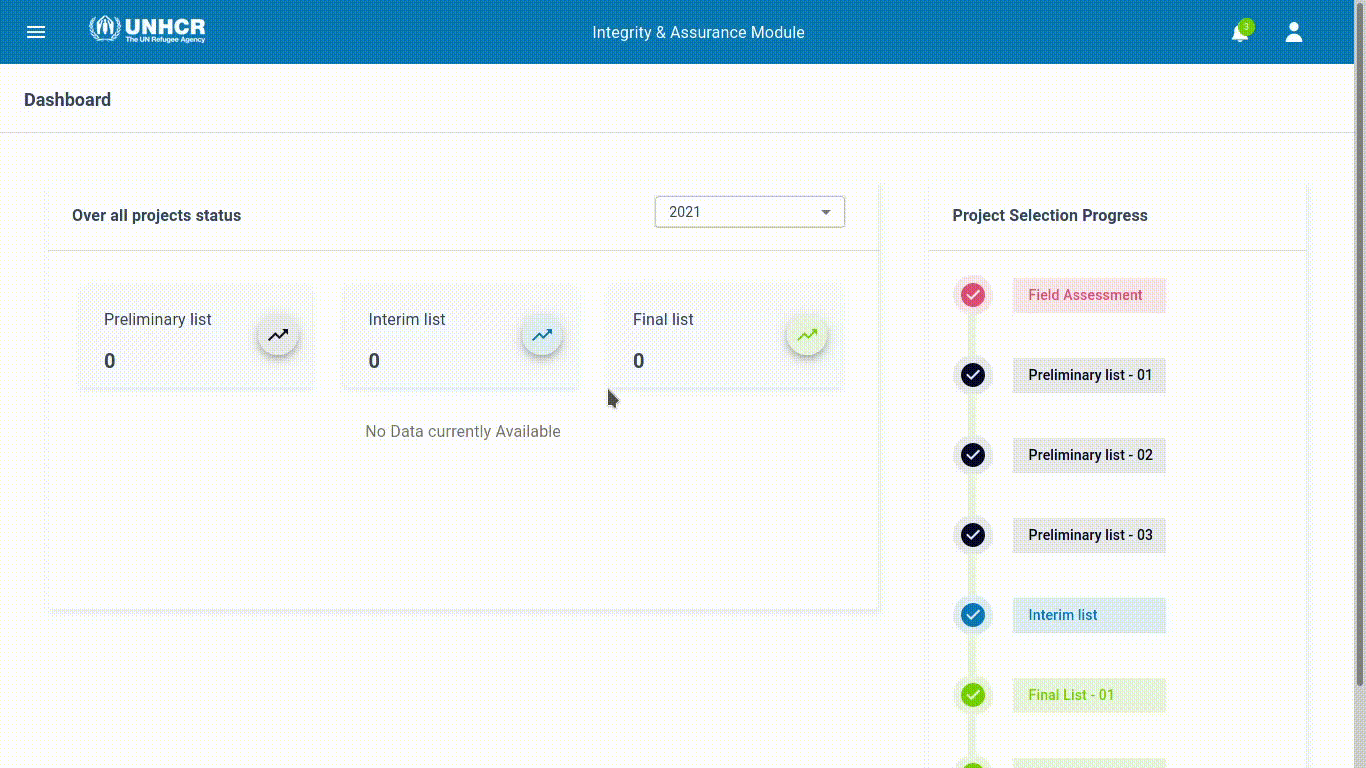 UNHCR
The UN Refugee Agency
Integrity & Assurance Module
3
Dashboard
Over all projects status
2021
Preliminary list
0
Interim list
0
Final list
0
No Data currently Available
Project Selection Progress
Field Assessment
Preliminary list - 01
Preliminary list - 02
Preliminary list - 03
Interim list
Final List - 01